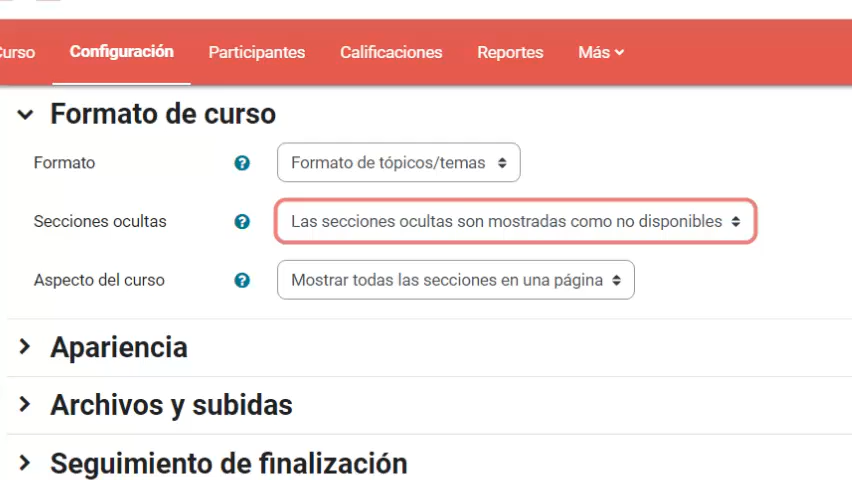 Curso Configuración Participantes Calificaciones Reportes Más
Formato de curso
Formato ? Formato de tópicos/temas
Secciones ocultas ? Las secciones ocultas son mostradas como no disponibles
Aspecto del curso ? Mostrar todas las secciones en una página
Apariencia
Archivos y subidas
Seguimiento de finalización